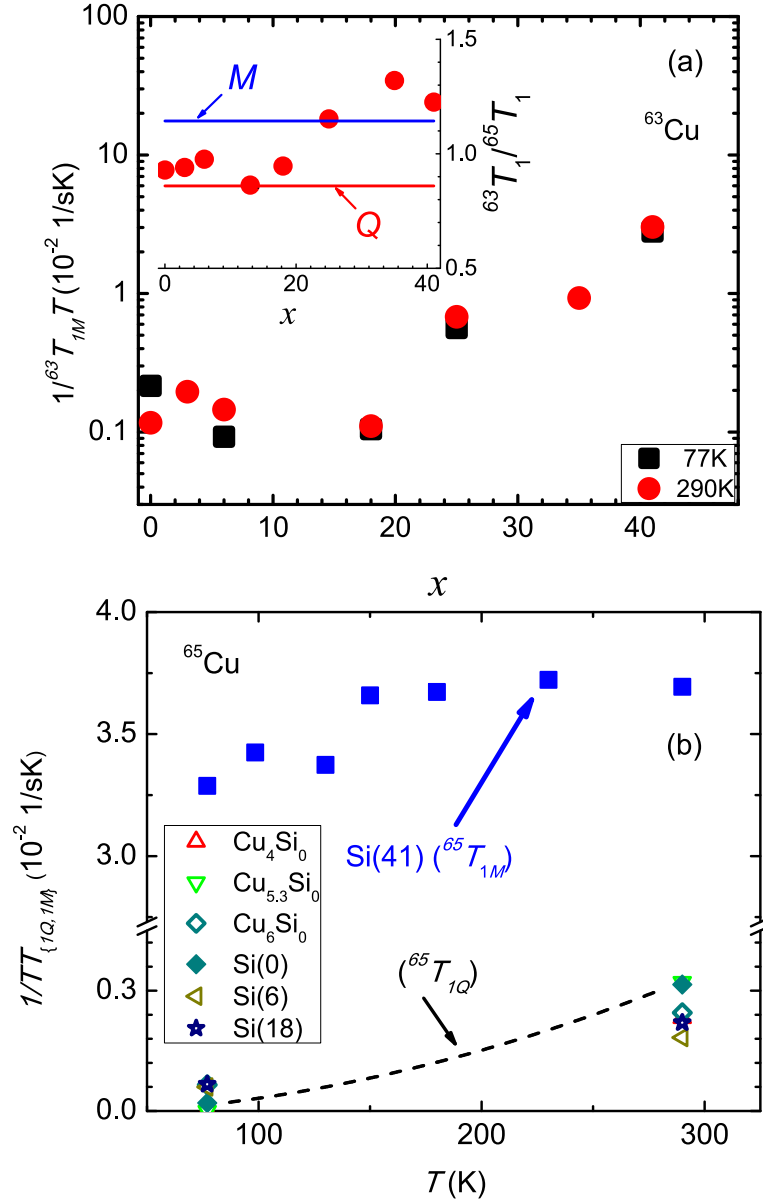 100
10
1
0.1
1/⁶³T₁MT (10⁻² 1/sK)
(a)
⁶³Cu
M
Q
1.5
1.0
0.5
⁶³T₁/⁶⁵T₁
0 20 40
x
77K
290K
0 10 20 30 40
x
4.0
3.5
3.0
0.3
0.0
1/TT{1Q,1M} (10⁻² 1/sK)
⁶⁵Cu
(b)
Si(41) (⁶⁵T₁M)
Cu₄Si₀
Cu₅.₃Si₀
Cu₆Si₀
Si(0)
Si(6)
Si(18)
(⁶⁵T₁Q)
100 200 300
T (K)